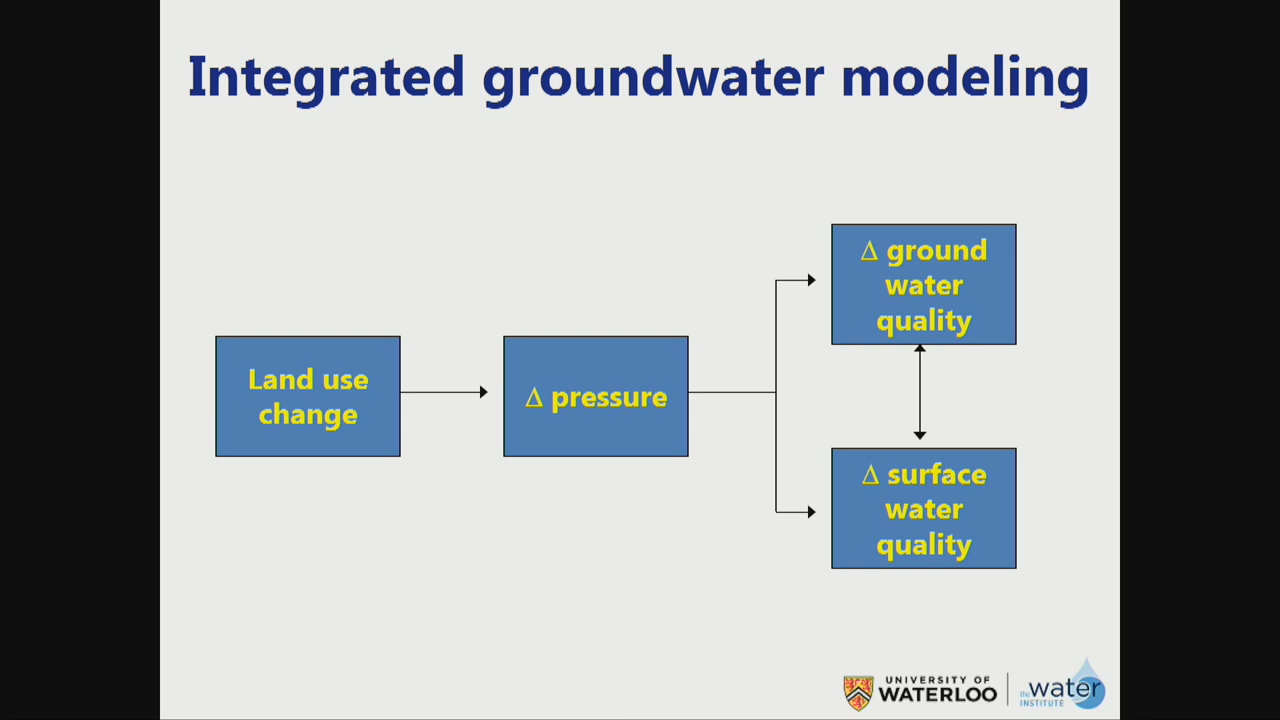 Integrated groundwater modeling
Land use
change
Δ pressure
Δ ground
water
quality
Δ surface
water
quality
UNIVERSITY OF
WATERLOO
the water
INSTITUTE